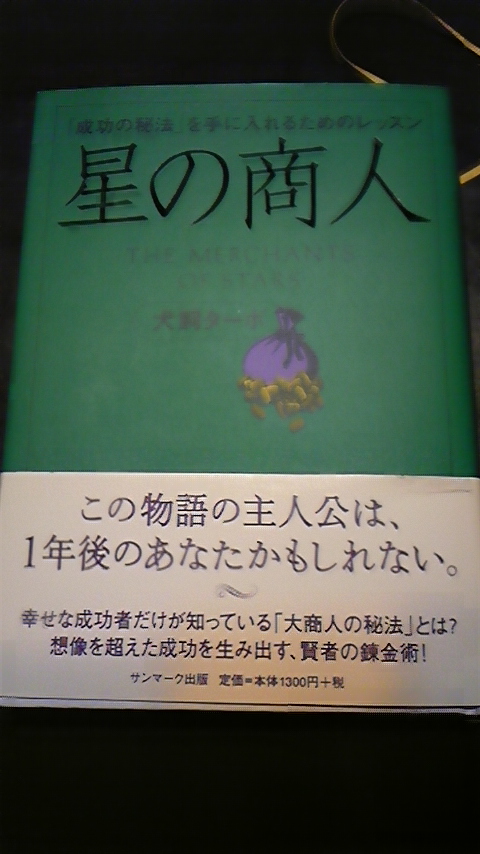 「成功の秘法」を手に入れるためのレッスン
星の商人
THE MERCHANTS
OF STARS
犬飼ターボ
この物語の主人公は、
1年後のあなたかもしれない。
幸せな成功者だけが知っている「大商人の秘法」とは?
想像を超えた成功を生み出す、賢者の錬金術!
サンマーク出版 定価=本体1300円+税